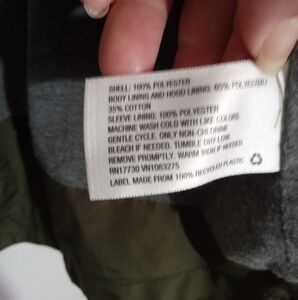 SHELL: 100% POLYESTER
BODY LINING AND HOOD LINING: 65% POLYESTER/
35% COTTON
SLEEVE LINING: 100% POLYESTER
MACHINE WASH COLD WITH LIKE COLORS
GENTLE CYCLE. ONLY NON-CHLORINE
BLEACH IF NEEDED. TUMBLE DRY LOW.
REMOVE PROMPTLY. WARM IRON IF NEEDED
RN17730 VN1083275
LABEL MADE FROM 100% RECYCLED PLASTIC